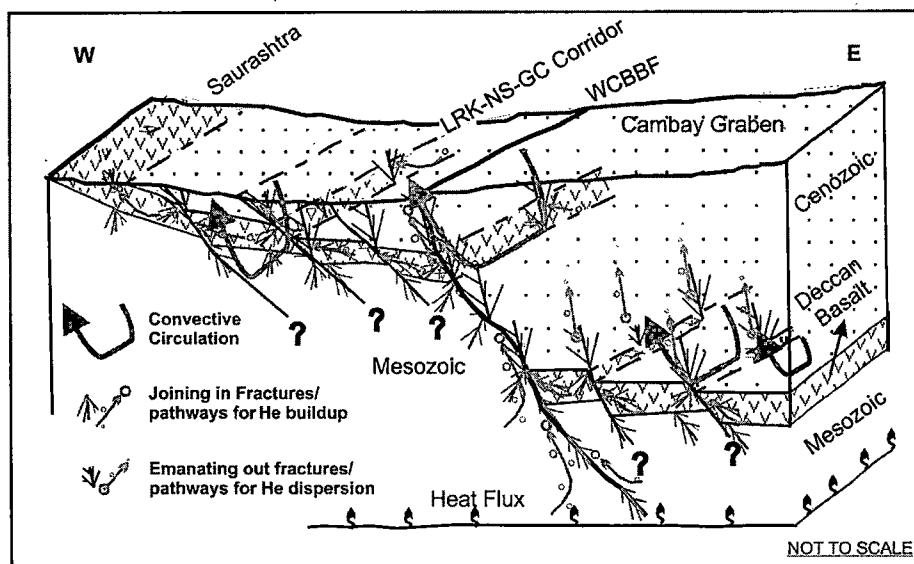 W
E
Saurashtra
LRK-NS-GC Corridor
WCBBF
Cambay Graben
Cenozoic
Deccan
Basalt
Mesozoic
Convective
Circulation
?
?
?
Mesozoic
Joining in Fractures/
pathways for He buildup
Emanating out fractures/
pathways for He dispersion
?
?
Heat Flux
NOT TO SCALE